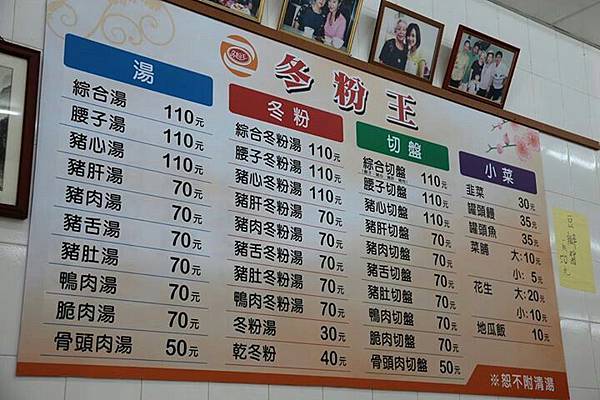 冬粉王
湯
綜合湯 110元
腰子湯 110元
豬心湯 110元
豬肝湯 70元
豬肉湯 70元
豬舌湯 70元
豬肚湯 70元
鴨肉湯 70元
脆肉湯 70元
骨頭肉湯 50元
冬粉
綜合冬粉湯 110元
腰子冬粉湯 110元
豬心冬粉湯 110元
豬肝冬粉湯 70元
豬肉冬粉湯 70元
豬舌冬粉湯 70元
豬肚冬粉湯 70元
鴨肉冬粉湯 70元
冬粉湯 30元
乾冬粉 40元
切盤
綜合切盤 110元
腰子切盤 110元
豬心切盤 110元
豬肝切盤 70元
豬肉切盤 70元
豬舌切盤 70元
豬肚切盤 70元
鴨肉切盤 70元
脆肉切盤 70元
骨頭肉切盤 50元
小菜
韭菜 30元
罐頭鰻 35元
罐頭魚 35元
菜脯 大:10元
小: 5元
花生 大:20元
小:10元
地瓜飯 10元
※恕不附清湯
豆瓣醬